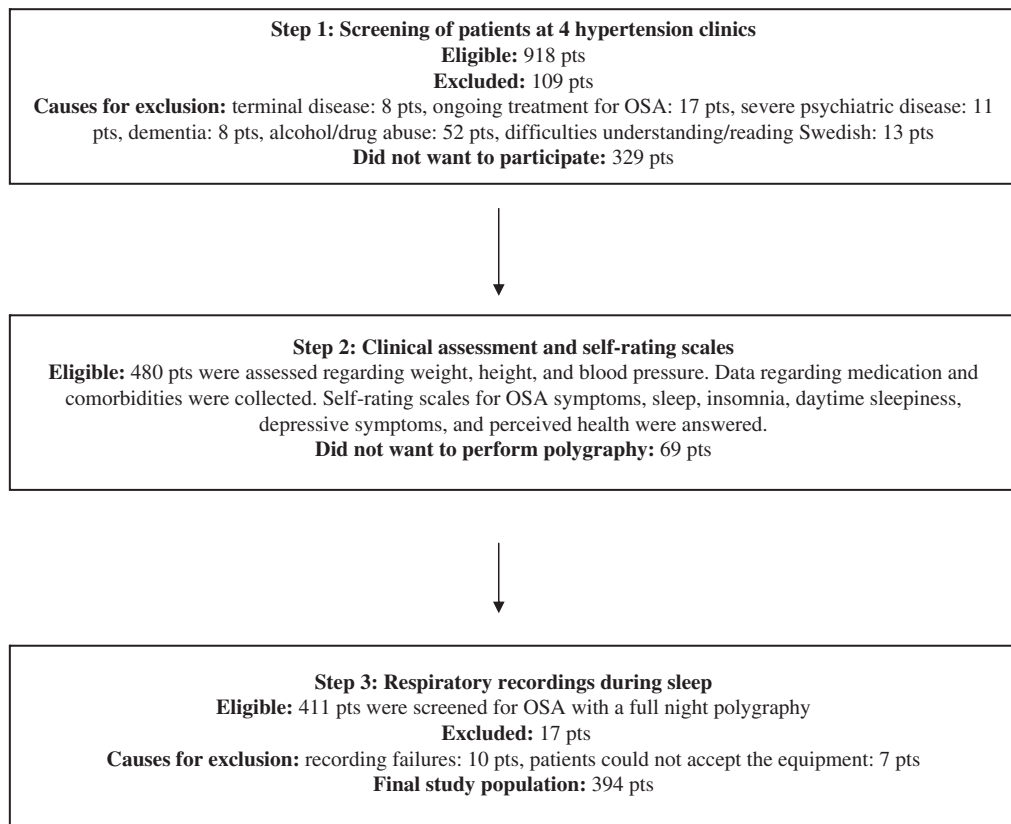 Step 1: Screening of patients at 4 hypertension clinics
Eligible: 918 pts
Excluded: 109 pts
Causes for exclusion: terminal disease: 8 pts, ongoing treatment for OSA: 17 pts, severe psychiatric disease: 11
pts, dementia: 8 pts, alcohol/drug abuse: 52 pts, difficulties understanding/reading Swedish: 13 pts
Did not want to participate: 329 pts
Step 2: Clinical assessment and self-rating scales
Eligible: 480 pts were assessed regarding weight, height, and blood pressure. Data regarding medication and
comorbidities were collected. Self-rating scales for OSA symptoms, sleep, insomnia, daytime sleepiness,
depressive symptoms, and perceived health were answered.
Did not want to perform polygraphy: 69 pts
Step 3: Respiratory recordings during sleep
Eligible: 411 pts were screened for OSA with a full night polygraphy
Excluded: 17 pts
Causes for exclusion: recording failures: 10 pts, patients could not accept the equipment: 7 pts
Final study population: 394 pts